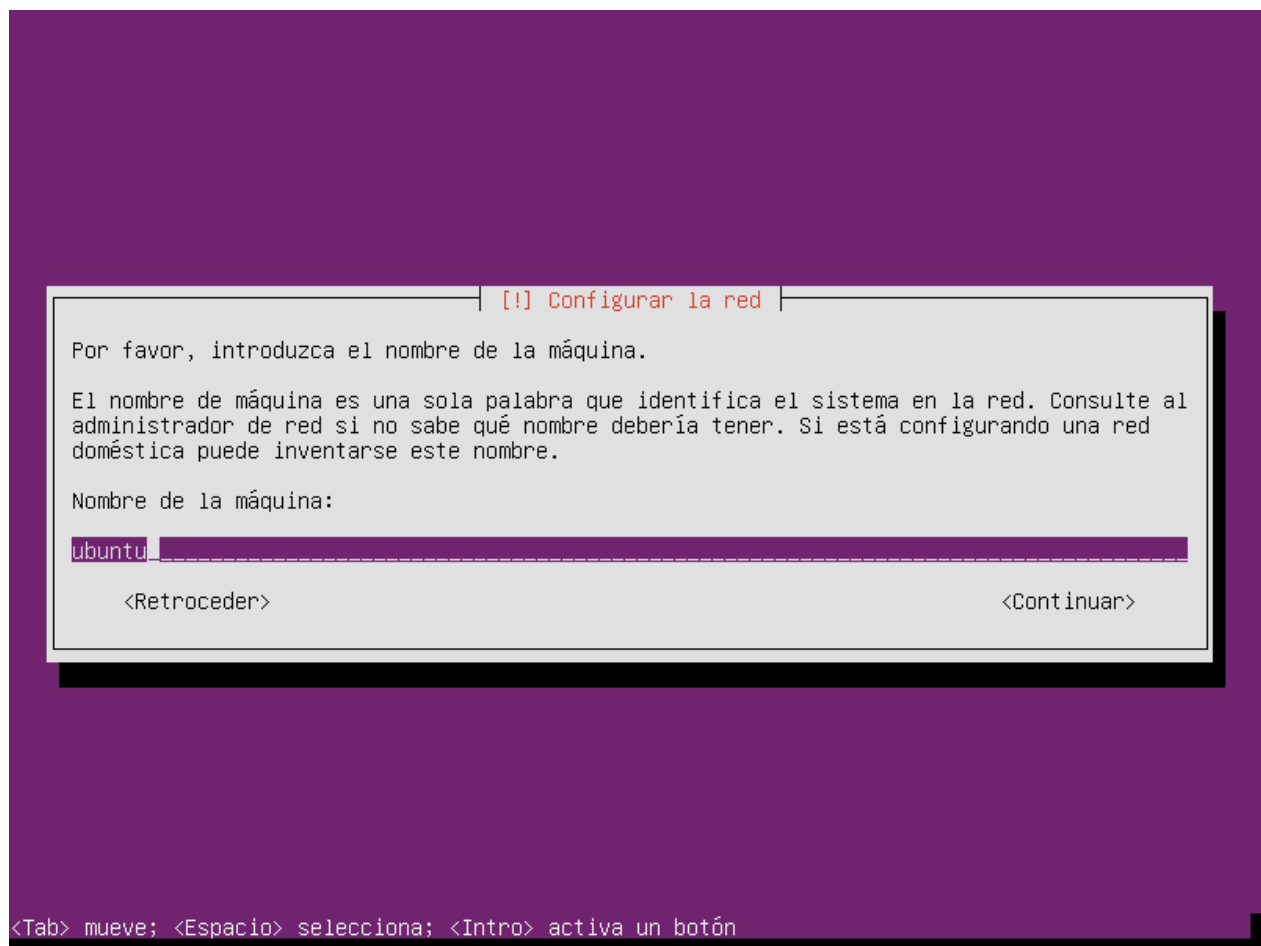 [!] Configurar la red
Por favor, introduzca el nombre de la máquina.
El nombre de máquina es una sola palabra que identifica el sistema en la red. Consulte al
administrador de red si no sabe qué nombre debería tener. Si está configurando una red
doméstica puede inventarse este nombre.
Nombre de la máquina:
ubuntu
<Retroceder> <Continuar>
<Tab> mueve; <Espacio> selecciona; <Intro> activa un botón